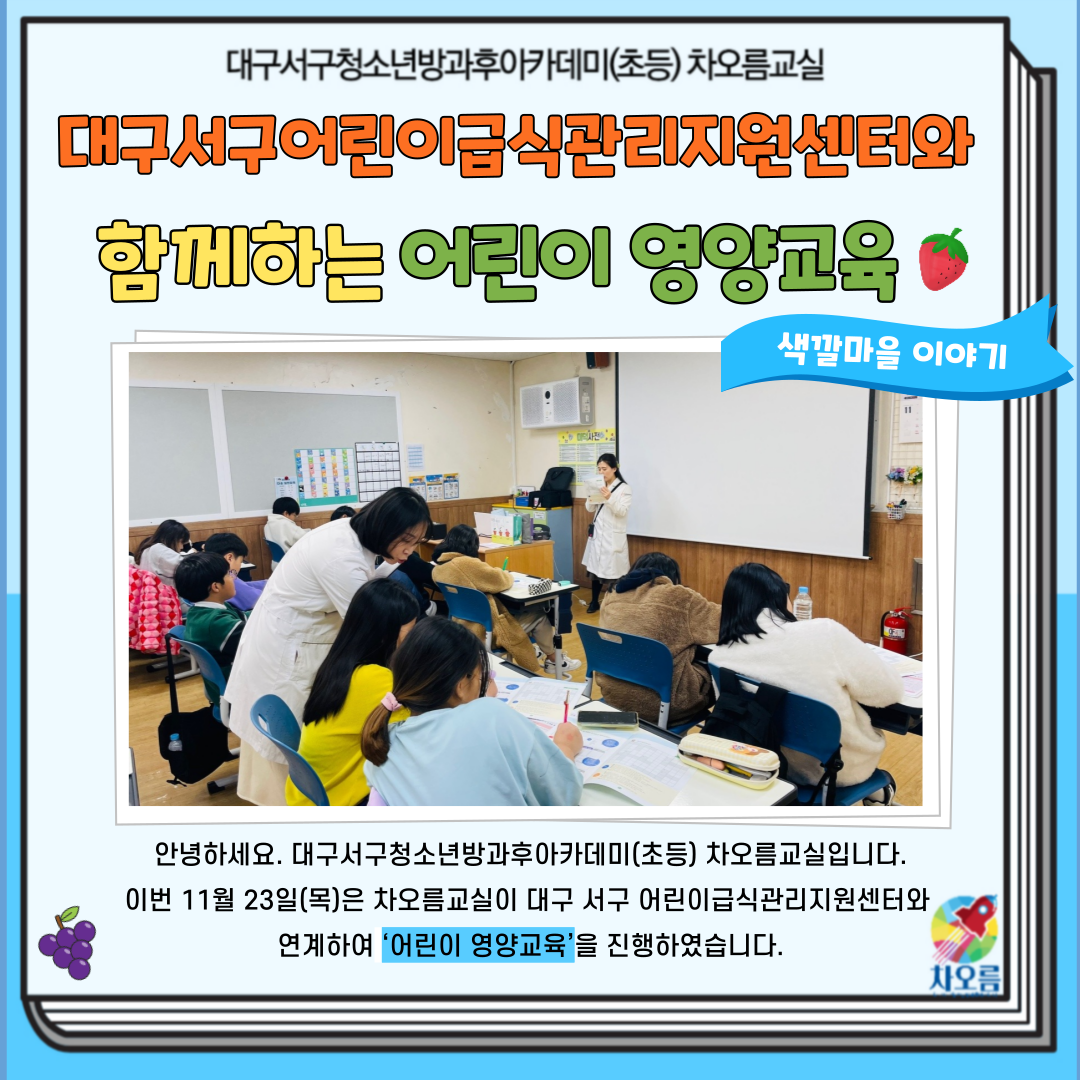 대구서구청소년방과후아카데미(초등) 차오름교실
대구서구어린이급식관리지원센터와
함께하는 어린이 영양교육
색깔마을 이야기
11
안녕하세요. 대구서구청소년방과후아카데미(초등) 차오름교실입니다.
이번 11월 23일(목)은 차오름교실이 대구 서구 어린이급식관리지원센터와
연계하여 ‘어린이 영양교육’을 진행하였습니다.
차오름